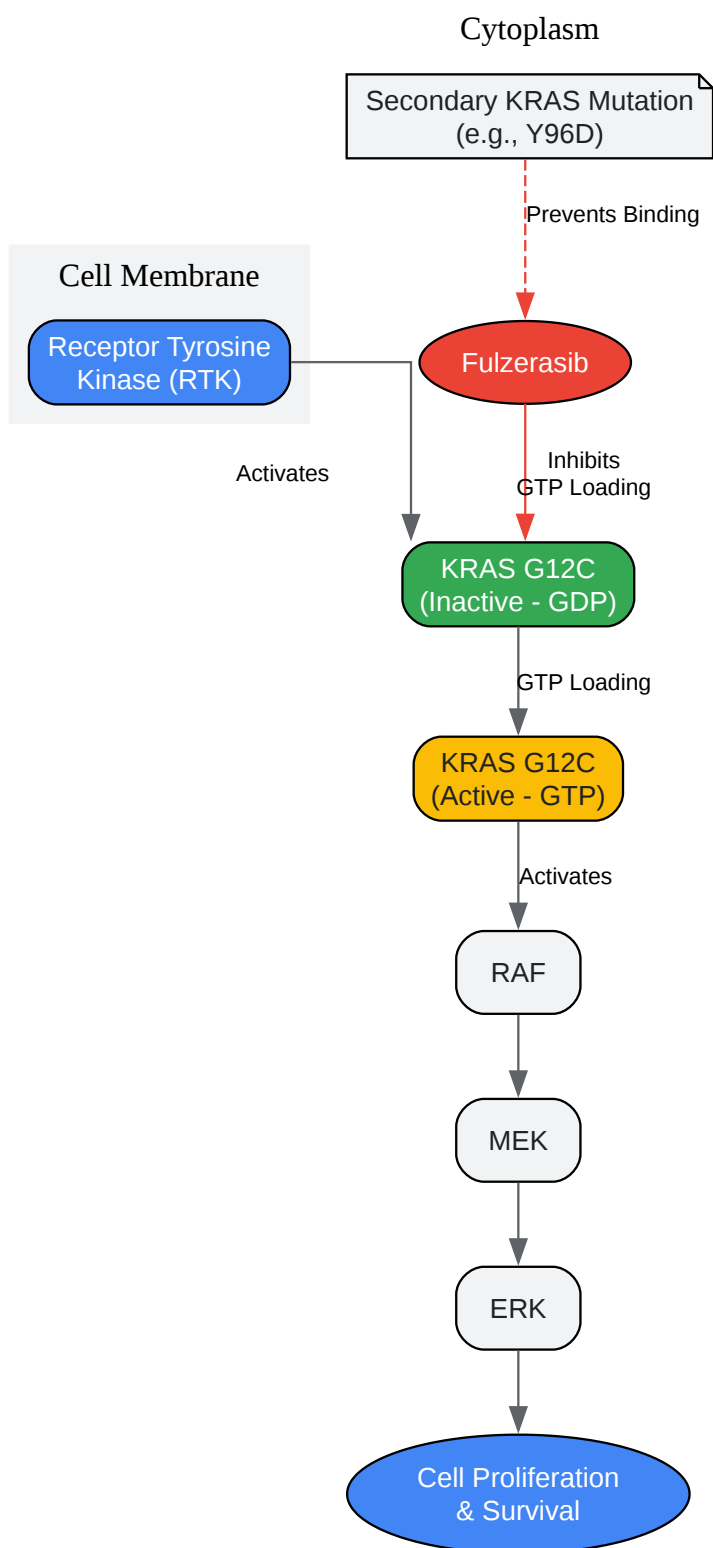 Cytoplasm
Secondary KRAS Mutation
(e.g., Y96D)
Prevents Binding
Cell Membrane
Receptor Tyrosine
Kinase (RTK)
Fulzerasib
Activates
Inhibits
GTP Loading
KRAS G12C
(Inactive - GDP)
GTP Loading
KRAS G12C
(Active - GTP)
Activates
RAF
MEK
ERK
Cell Proliferation
& Survival